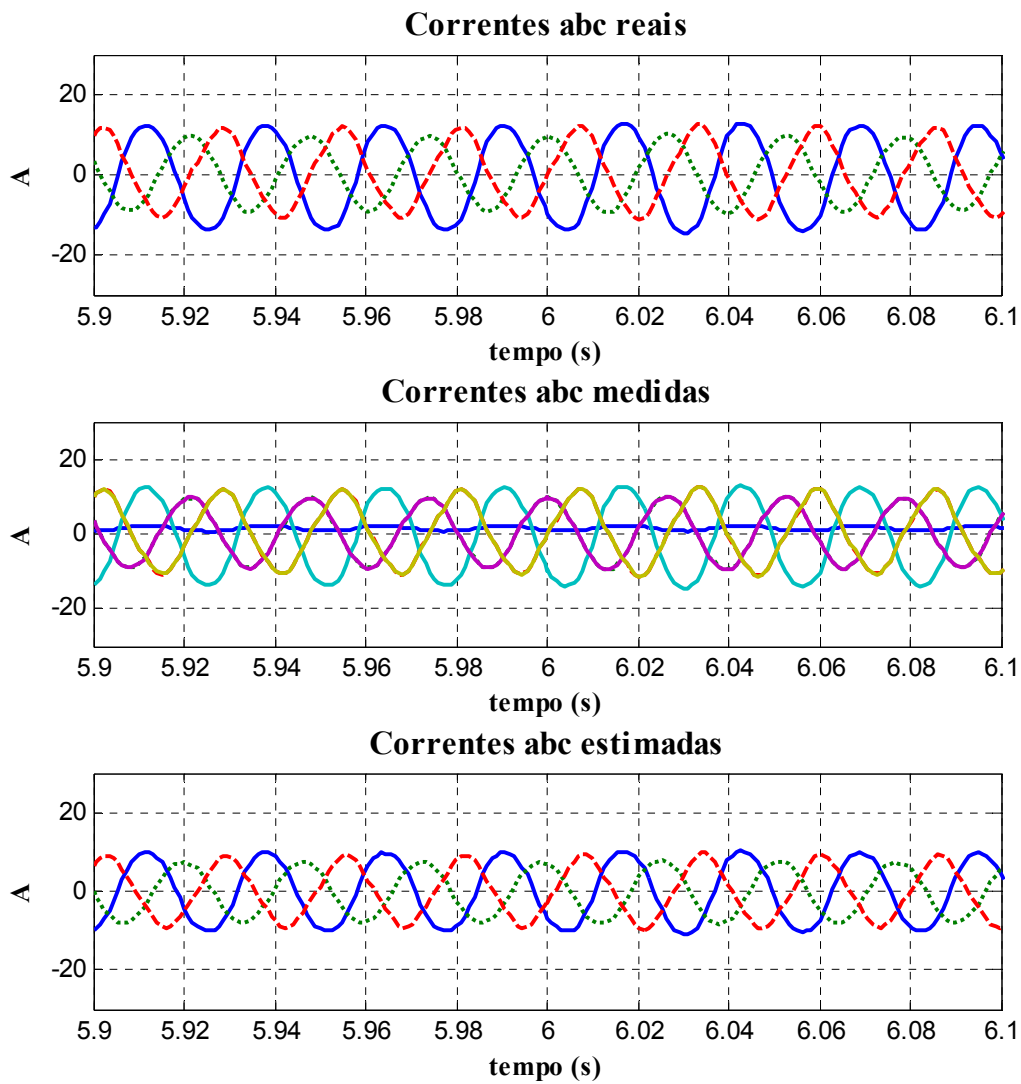 Correntes abc reais
20
0
-20
A
5.9 5.92 5.94 5.96 5.98 6 6.02 6.04 6.06 6.08 6.1
tempo (s)
Correntes abc medidas
20
0
-20
A
5.9 5.92 5.94 5.96 5.98 6 6.02 6.04 6.06 6.08 6.1
tempo (s)
Correntes abc estimadas
20
0
-20
A
5.9 5.92 5.94 5.96 5.98 6 6.02 6.04 6.06 6.08 6.1
tempo (s)